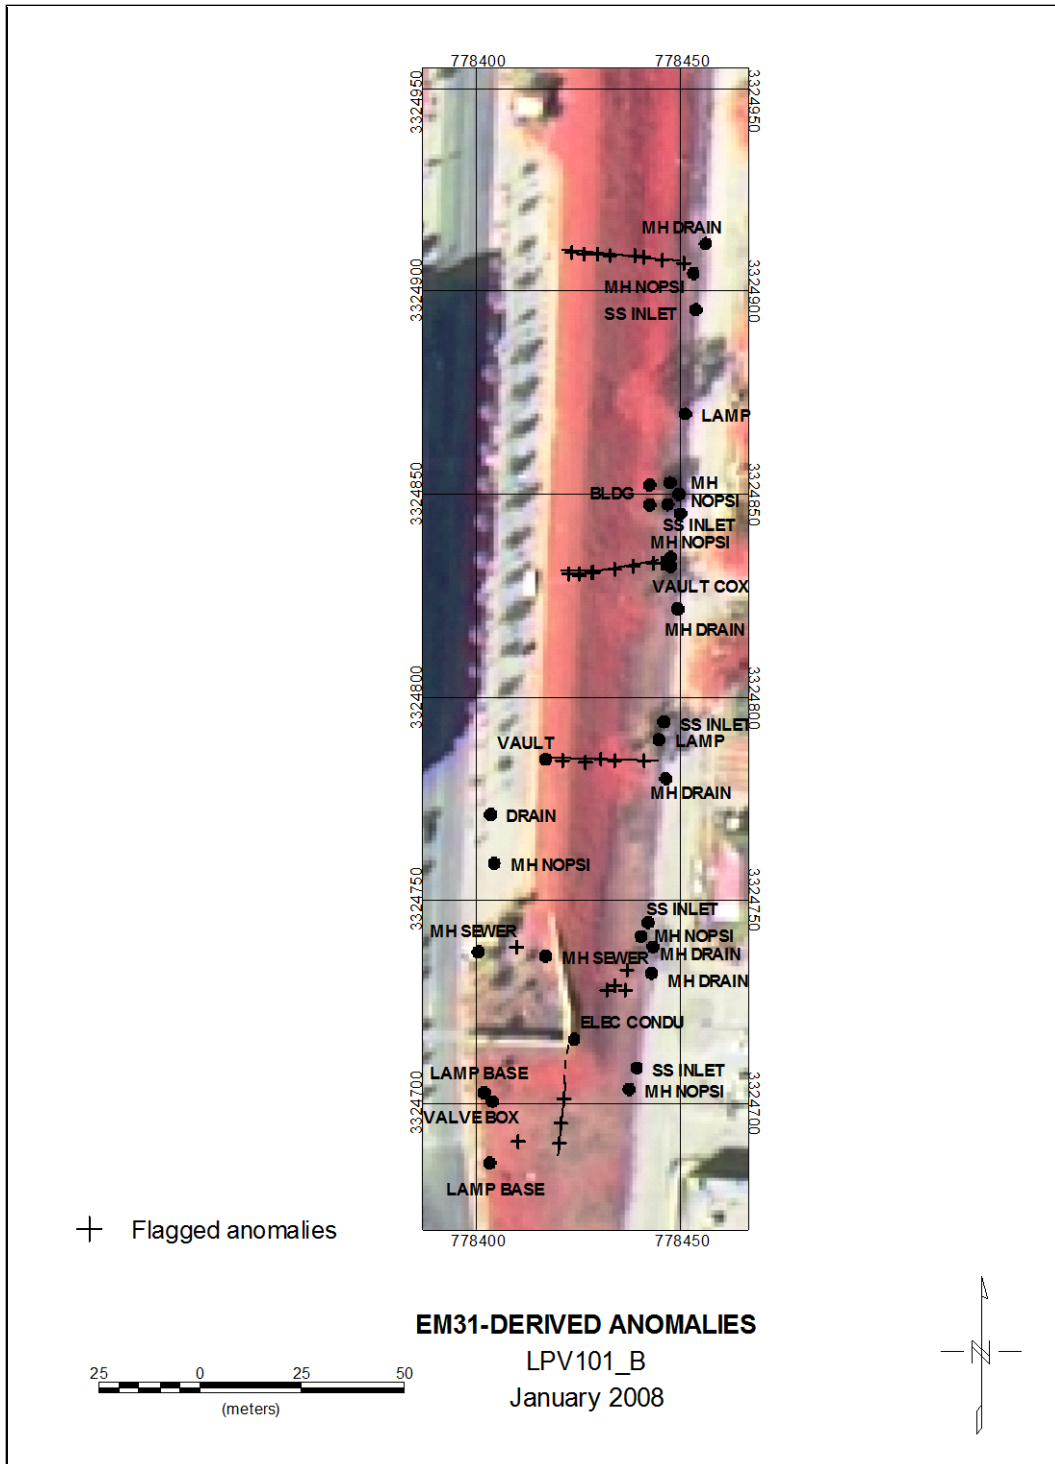 778400 778450
3324950 3324950
MH DRAIN
3324900 3324900
MH NOPSI
SS INLET
LAMP
MH
BLDG
NOPSI
3324850 3324850
SS INLET
MH NOPSI
VAULT COX
MH DRAIN
3324800 3324800
SS INLET
VAULT LAMP
MH DRAIN
DRAIN
MH NOPSI
3324750 3324750
SS INLET
MH SEWER MH NOPSI
MH SEWER MH DRAIN
MH DRAIN
ELEC CONDU
LAMP BASE SS INLET
3324700 MH NOPSI 3324700
VALVE BOX
LAMP BASE
Flagged anomalies
778400 778450
EM31-DERIVED ANOMALIES
LPV101_B
January 2008
25 0 25 50
(meters)
N